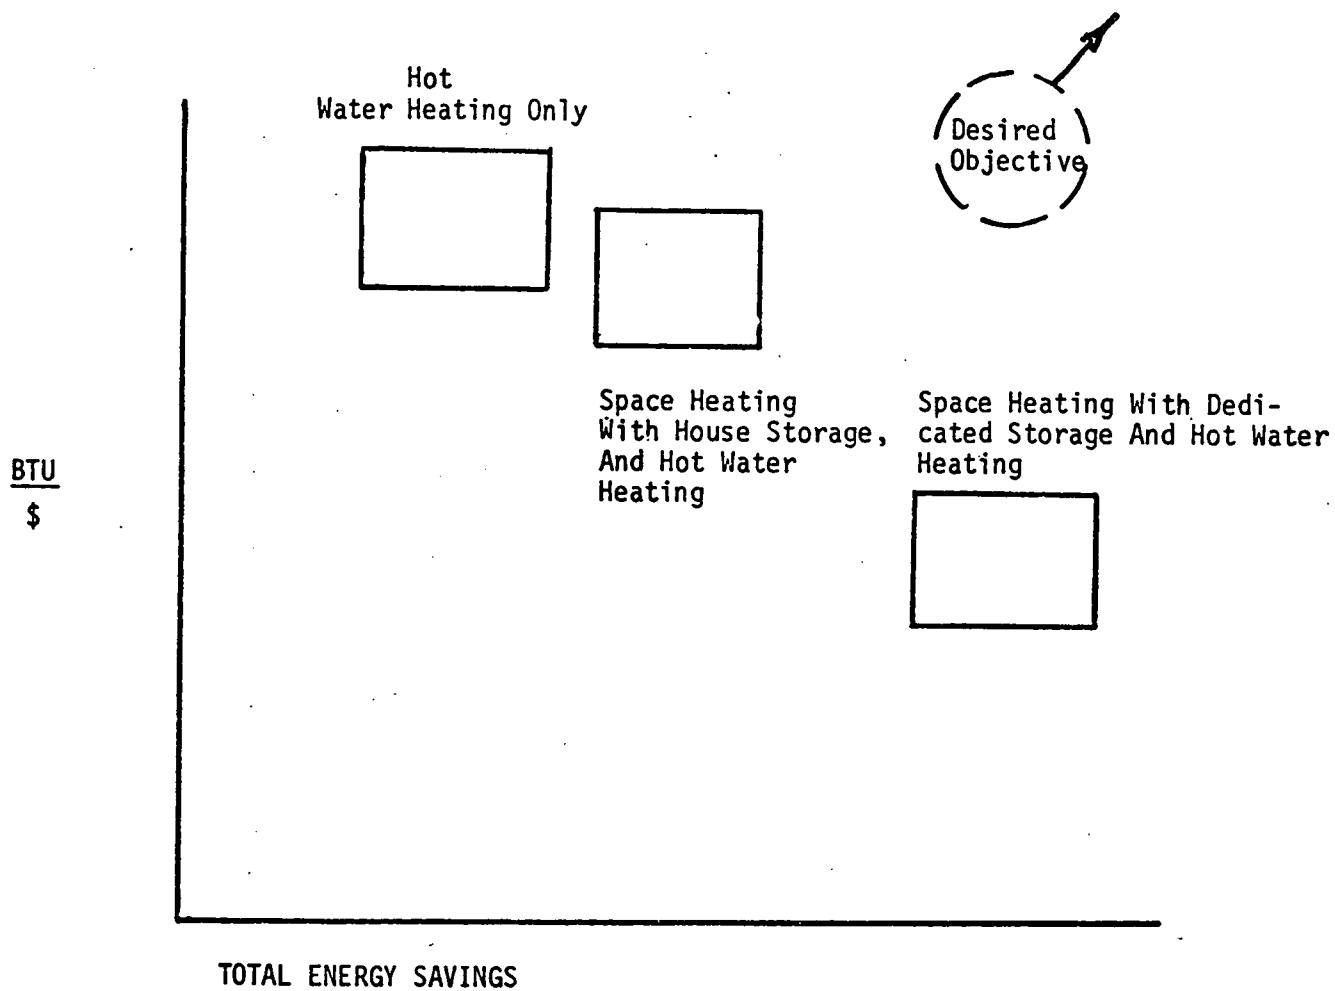 Hot
Water Heating Only
Desired
Objective
Space Heating
With House Storage,
And Hot Water
Heating
Space Heating With Dedi-
cated Storage And Hot Water
Heating
BTU
$
TOTAL ENERGY SAVINGS